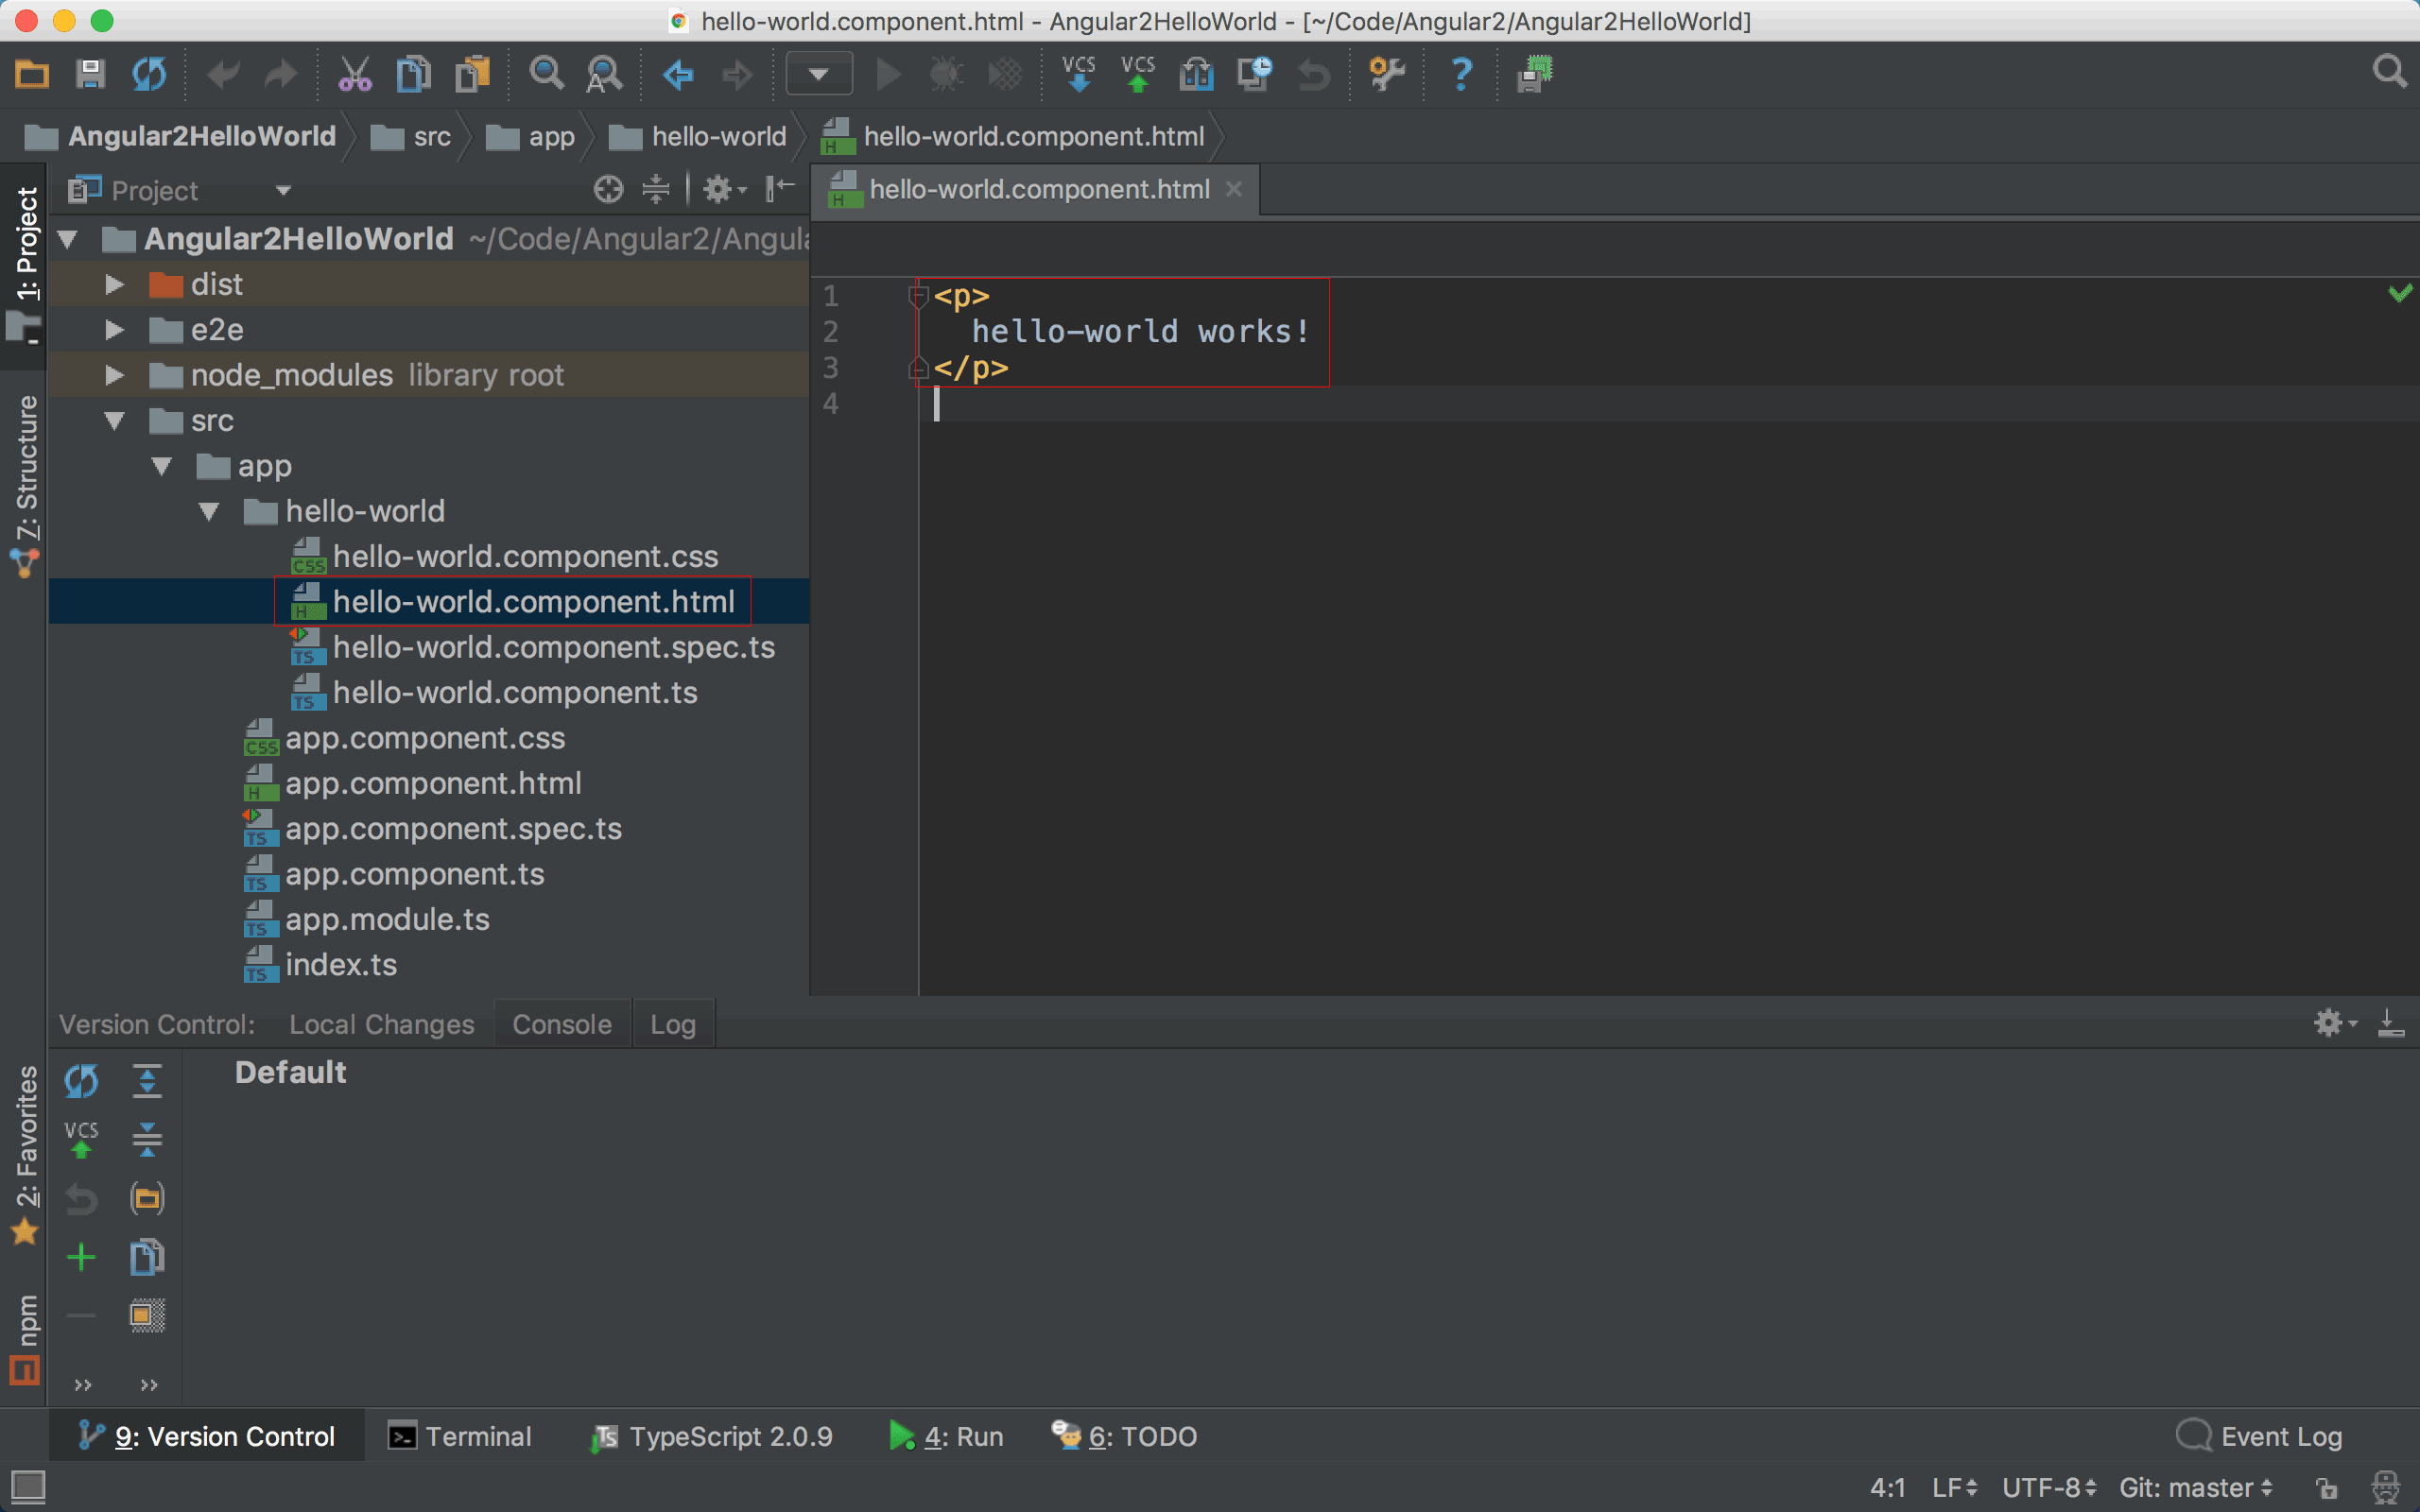 hello-world.component.html - Angular2HelloWorld - [~/Code/Angular2/Angular2HelloWorld]
VCS VCS ?
Angular2HelloWorld src app hello-world hello-world.component.html
1: Project
Z: Structure
2: Favorites
npm
Project
Angular2HelloWorld ~/Code/Angular2/Angul
dist
e2e
node_modules library root
src
app
hello-world
hello-world.component.css
hello-world.component.html
hello-world.component.spec.ts
hello-world.component.ts
app.component.css
app.component.html
app.component.spec.ts
app.component.ts
app.module.ts
index.ts
hello-world.component.html
1 <p>
2 hello-world works!
3 </p>
4
Version Control: Local Changes Console Log
Default
VCS
9: Version Control Terminal TypeScript 2.0.9 4: Run 6: TODO Event Log
4:1 LF UTF-8 Git: master